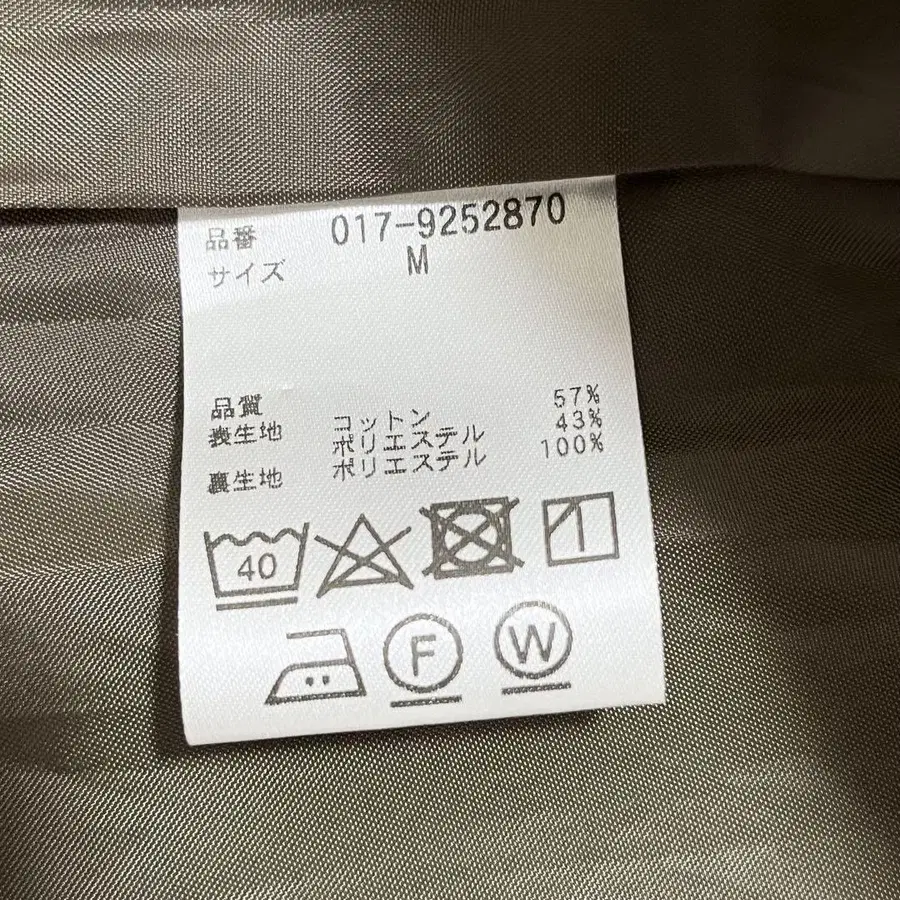 品番 017-9252870
サイズ M
品質
表生地 コットン 57%
ポリエステル 43%
裏生地 ポリエステル 100%
40
F W